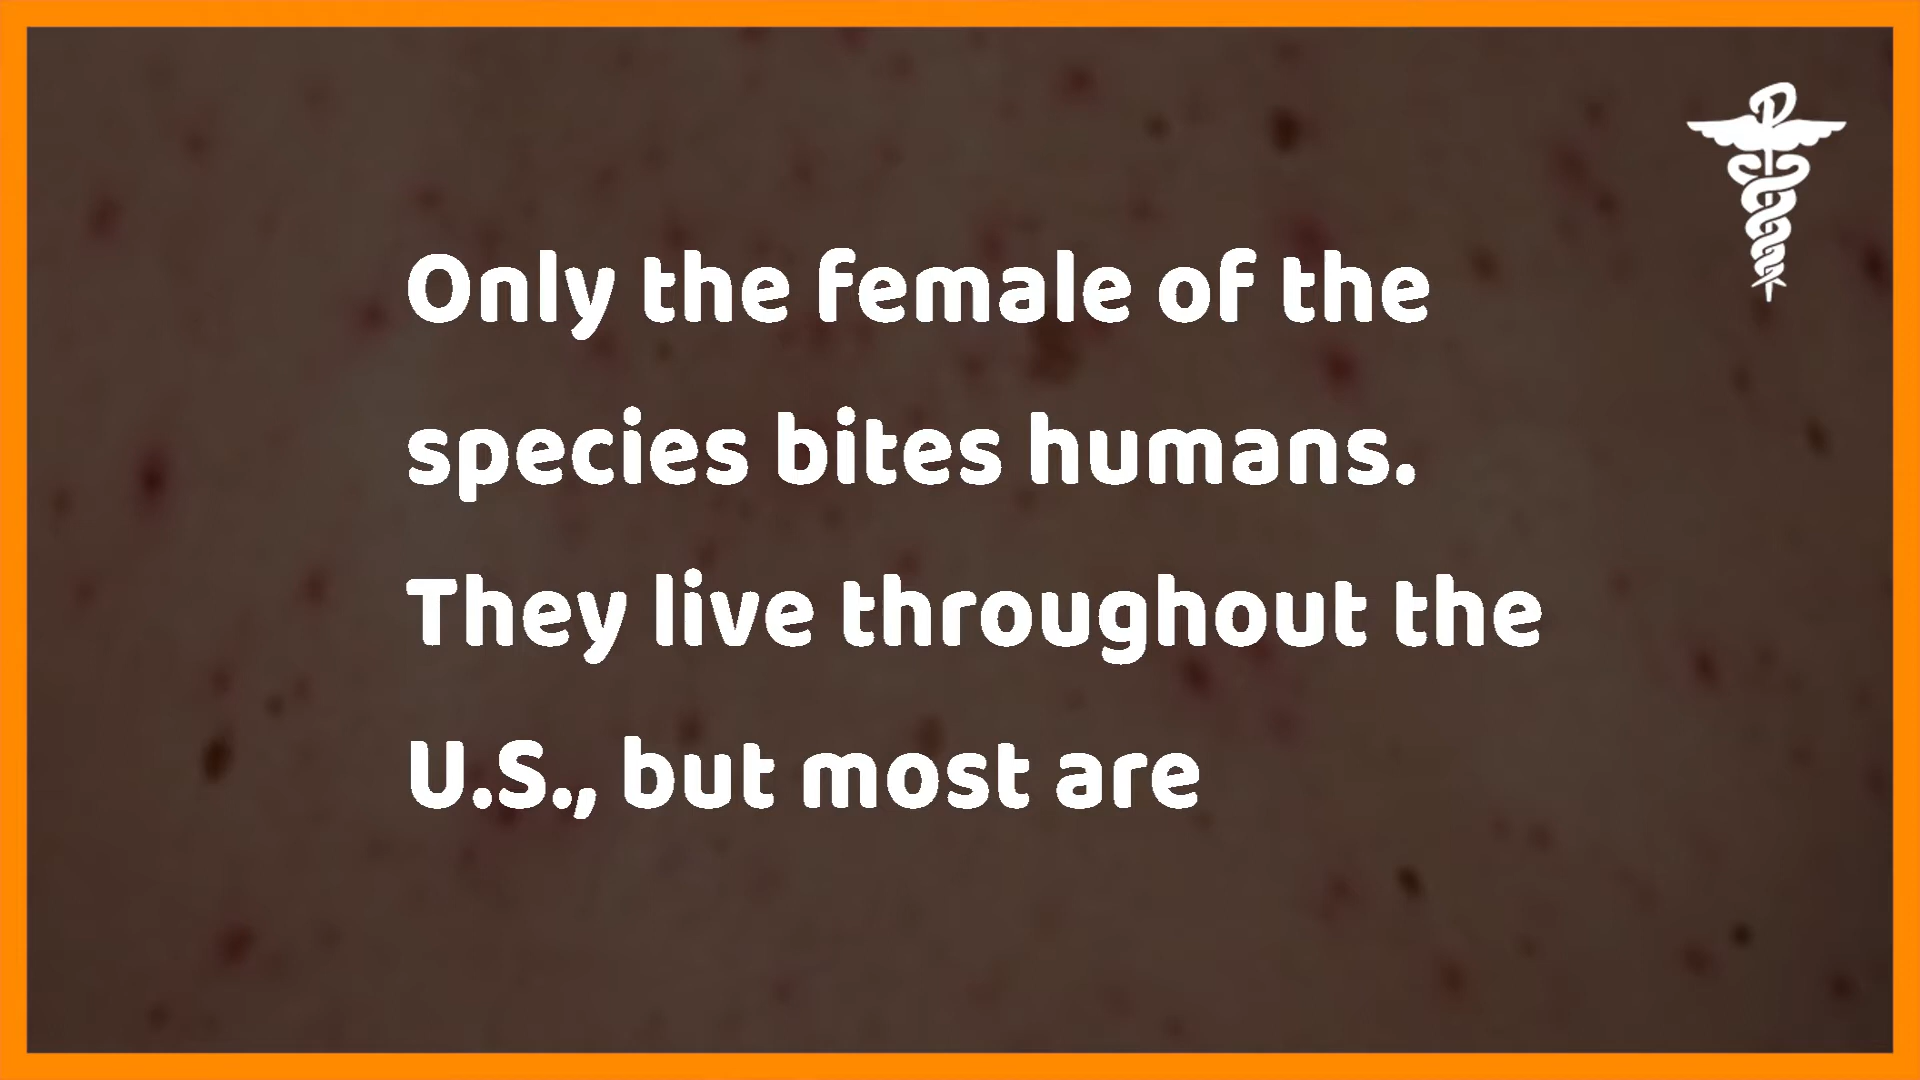 Only the female of the
species bites humans.
They live throughout the
U.S., but most are